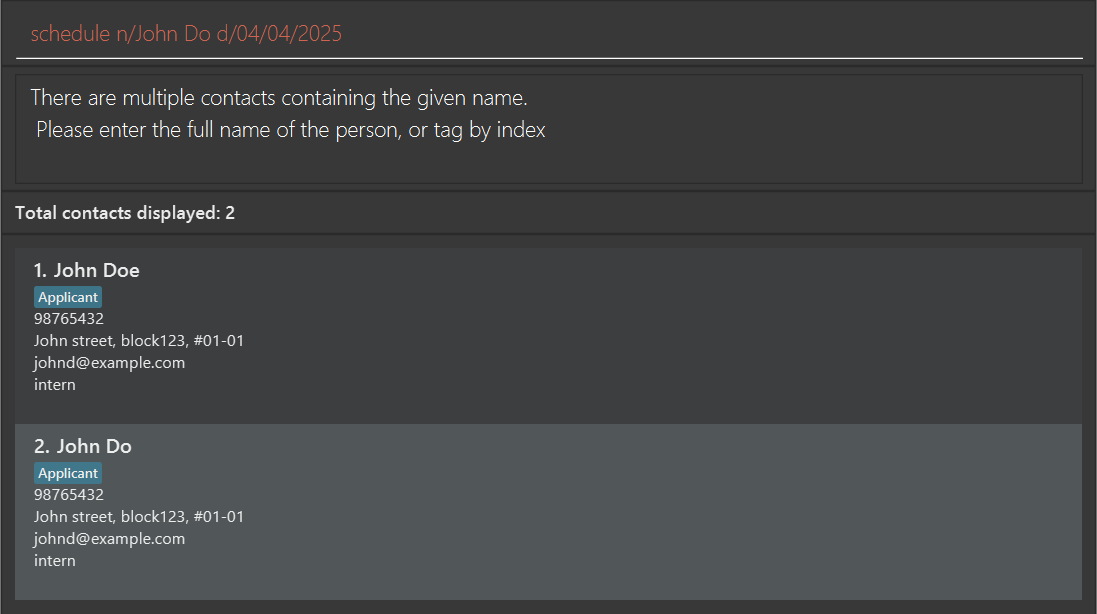 schedule n/John Do d/04/04/2025
There are multiple contacts containing the given name.
Please enter the full name of the person, or tag by index
Total contacts displayed: 2
1. John Doe
Applicant
98765432
John street, block123, #01-01
johnd@example.com
intern
2. John Do
Applicant
98765432
John street, block123, #01-01
johnd@example.com
intern